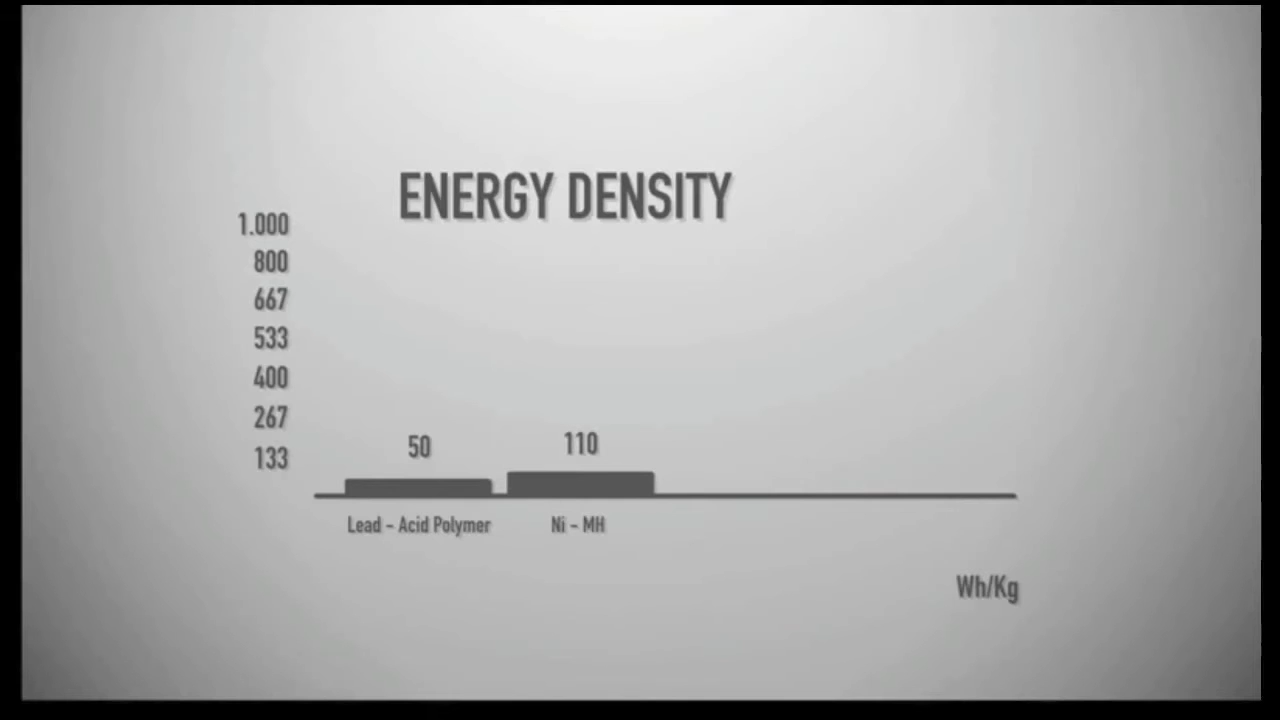 ENERGY DENSITY
1.000
800
667
533
400
267
133
50
110
Lead - Acid Polymer
Ni - MH
Wh/Kg